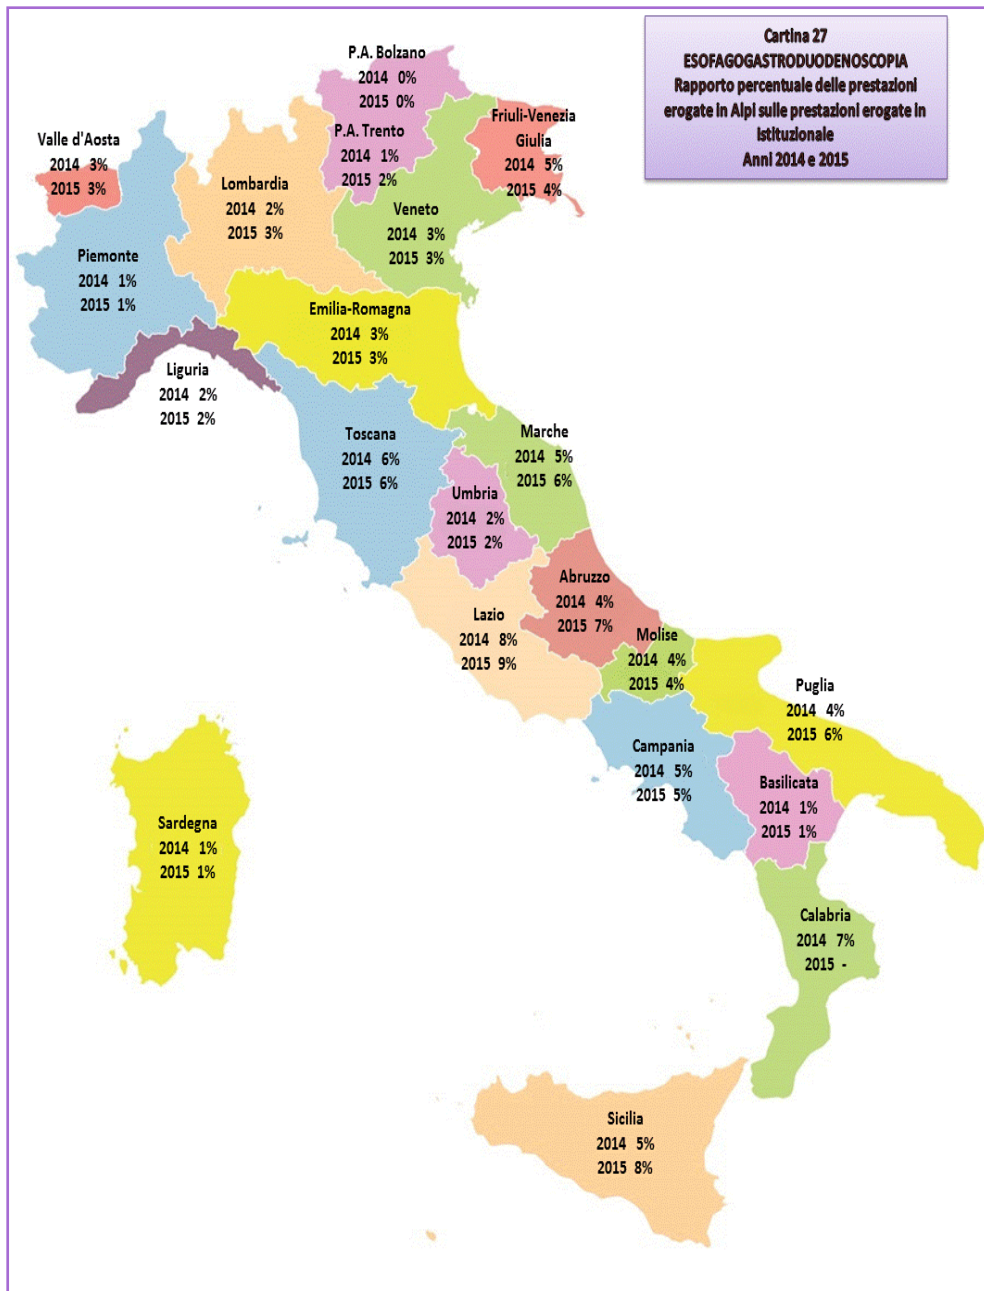 Cartina 27
ESOFAGOGASTRODUODENOSCOPIA
Rapporto percentuale delle prestazioni
erogate in Alpi sulle prestazioni erogate in
Istituzionale
Anni 2014 e 2015
P.A. Bolzano
2014 0%
2015 0%
P.A. Trento
2014 1%
2015 2%
Friuli-Venezia
Giulia
2014 5%
2015 4%
Valle d'Aosta
2014 3%
2015 3%
Lombardia
2014 2%
2015 3%
Veneto
2014 3%
2015 3%
Piemonte
2014 1%
2015 1%
Emilia-Romagna
2014 3%
2015 3%
Liguria
2014 2%
2015 2%
Toscana
2014 6%
2015 6%
Marche
2014 5%
2015 6%
Umbria
2014 2%
2015 2%
Abruzzo
2014 4%
2015 7%
Lazio
2014 8%
2015 9%
Molise
2014 4%
2015 4%
Puglia
2014 4%
2015 6%
Campania
2014 5%
2015 5%
Basilicata
2014 1%
2015 1%
Sardegna
2014 1%
2015 1%
Calabria
2014 7%
2015 -
Sicilia
2014 5%
2015 8%